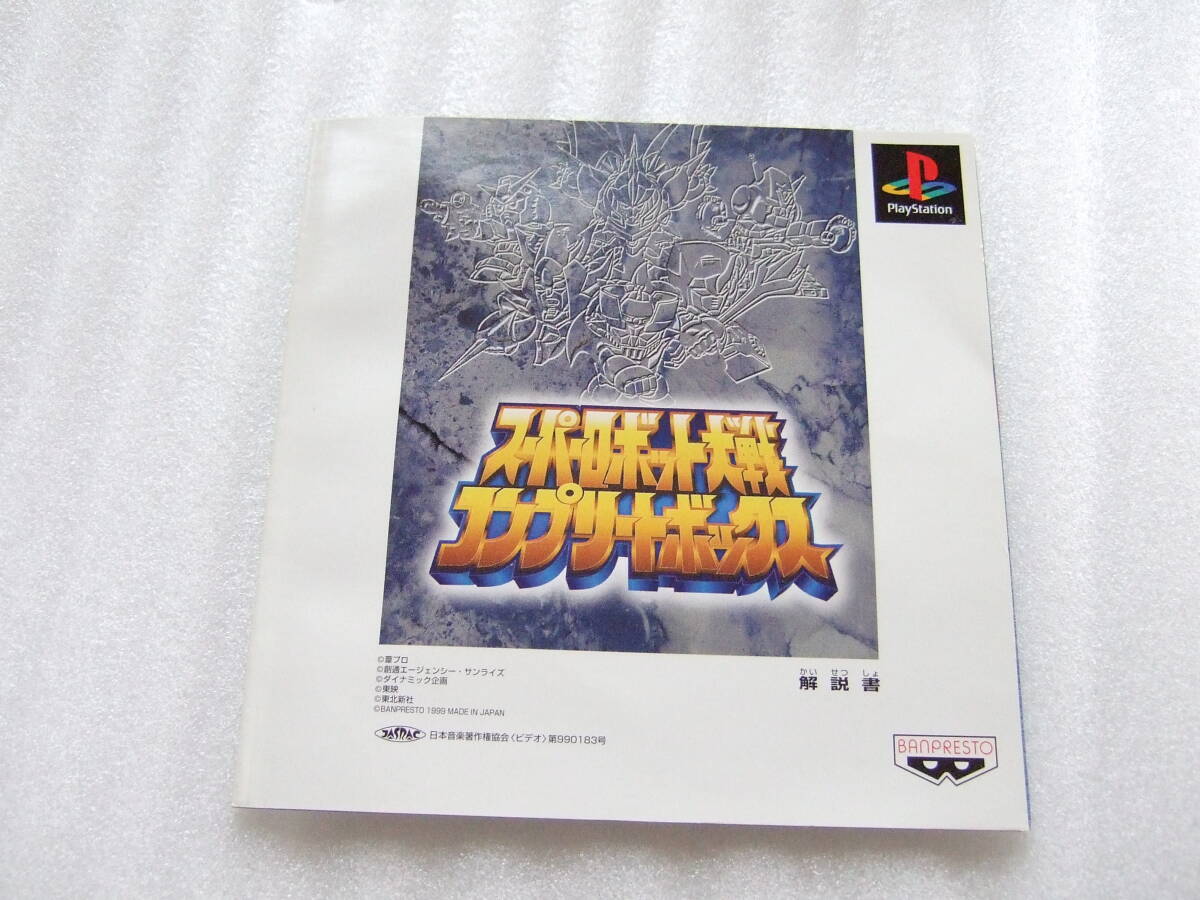 PlayStation
スーパーロボット大戦
コンプリートボックス
©葦プロ
©創通エージェンシー・サンライズ
©ダイナミック企画
©東映
©東北新社
©BANPRESTO 1999 MADE IN JAPAN
かい せつ しょ
解説書
JASRAC 日本音楽著作権協会〈ビデオ〉第990183号
BANPRESTO